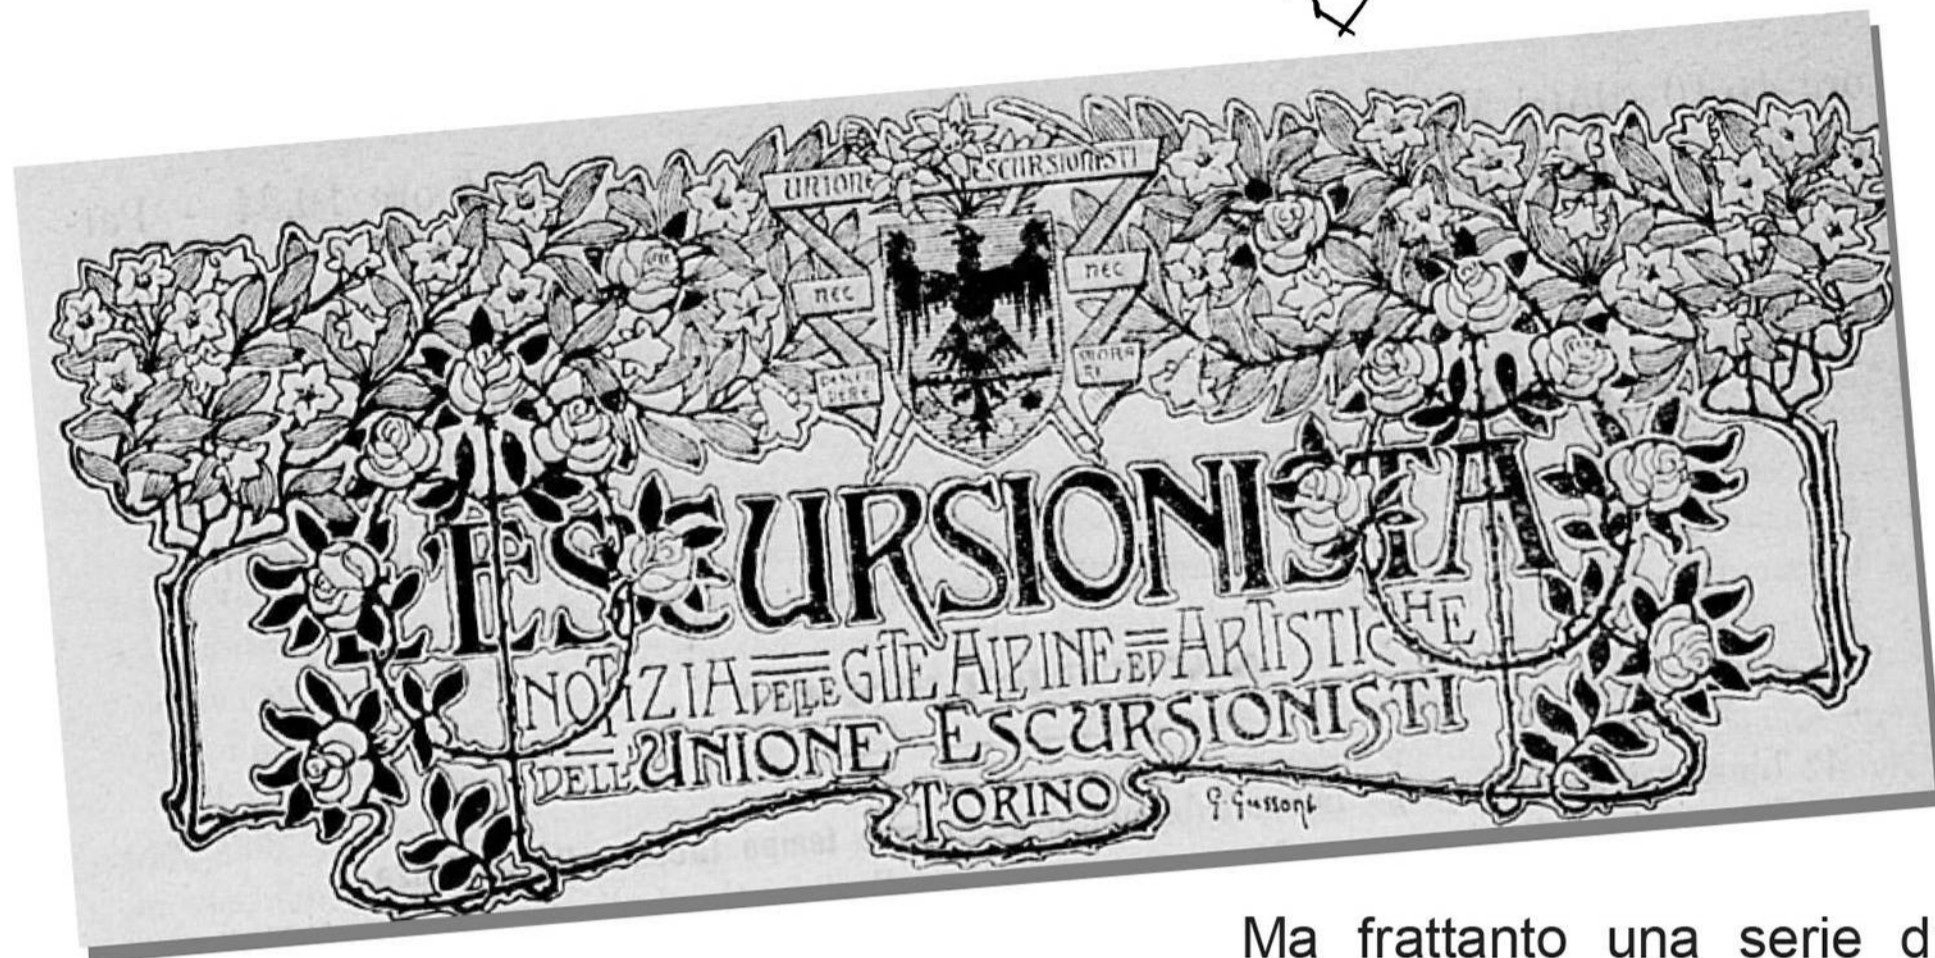 UNIONE ESCURSIONISTI
NEC NEC
L'ESCURSIONISTA
NOTIZIA DELLE GITE ALPINE ED ARTISTICHE
DELL'UNIONE ESCURSIONISTI
TORINO
G. Gussoni
Ma frattanto una serie d